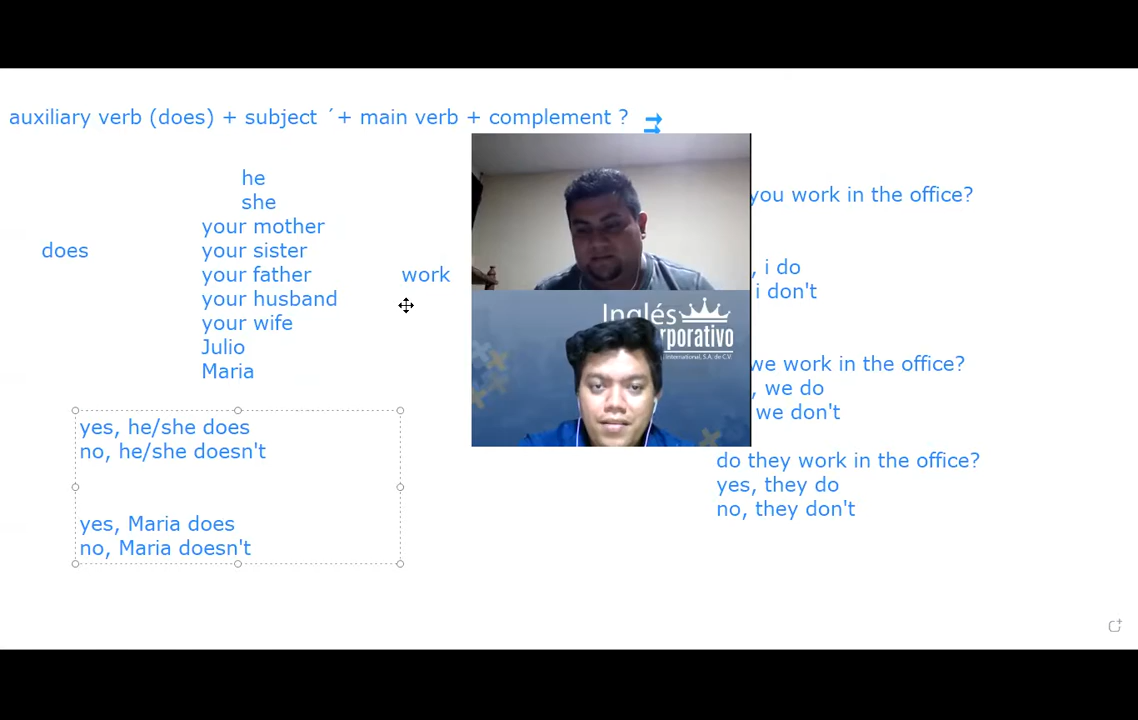 auxiliary verb (does) + subject ´+ main verb + complement ?
he
she
your mother
does your sister
your father work
your husband
your wife
Julio
Maria
yes, he/she does
no, he/she doesn't
yes, Maria does
no, Maria doesn't
Inglés
International, S.A. de C.V.
you work in the office?
, i do
i don't
we work in the office?
, we do
we don't
do they work in the office?
yes, they do
no, they don't